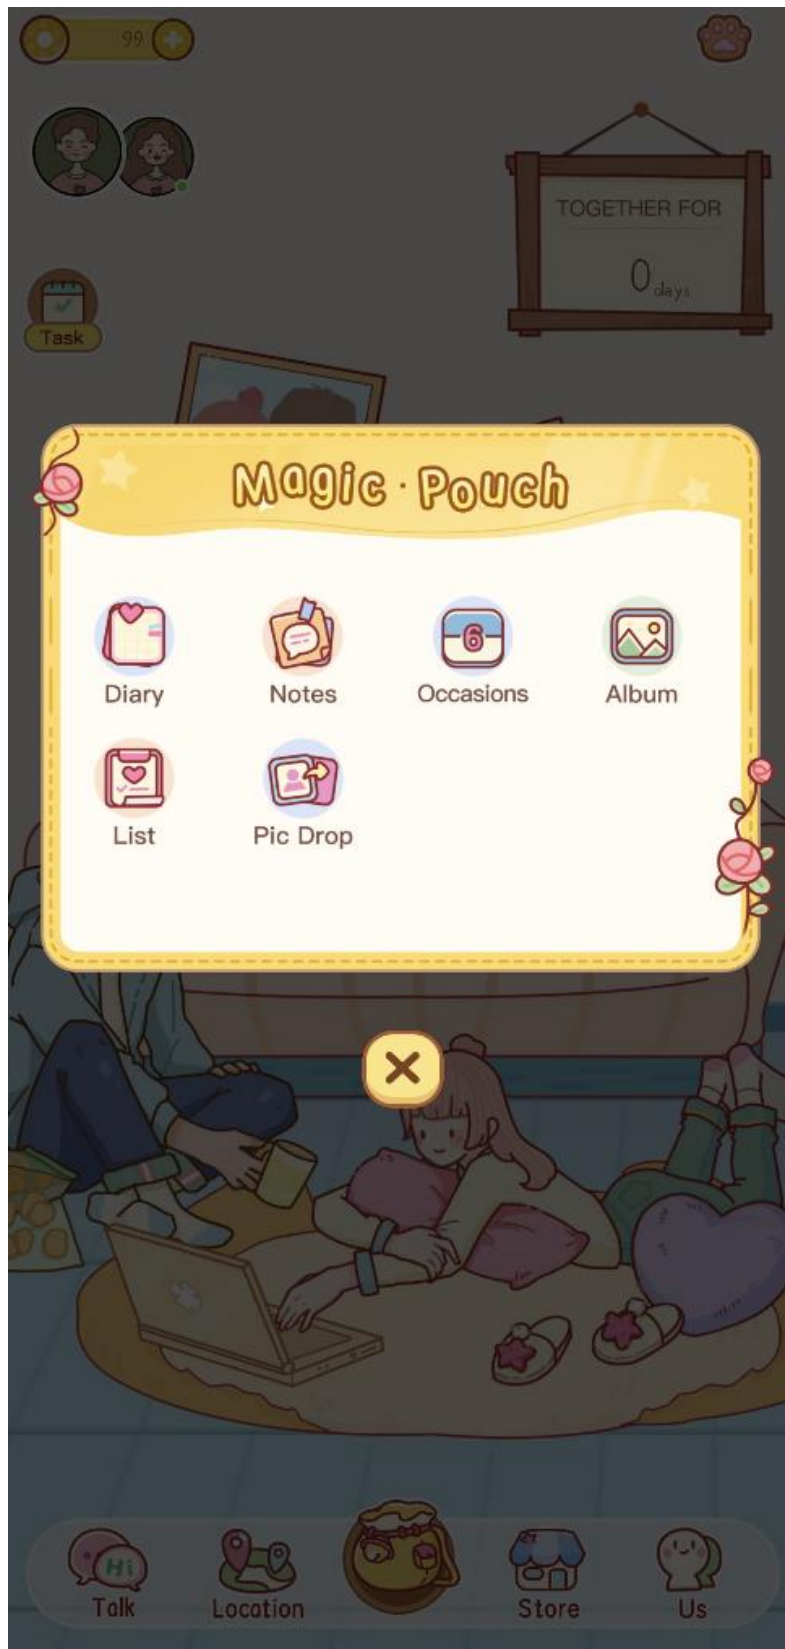 99
TOGETHER FOR
0 days
Task
Magic · Pouch
6
Diary
Notes
Occasions
Album
List
Pic Drop
Hi
Talk
Location
Store
Us